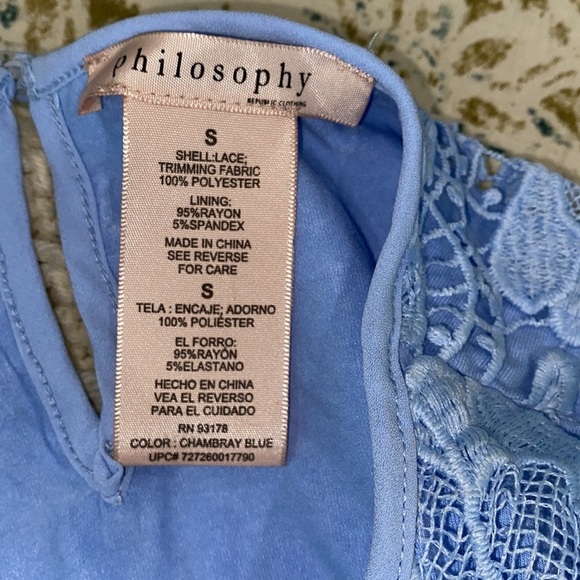 philosophy
REPUBLIC CLOTHING
S
SHELL:LACE;
TRIMMING FABRIC
100% POLYESTER
LINING:
95%RAYON
5%SPANDEX
MADE IN CHINA
SEE REVERSE
FOR CARE
S
TELA : ENCAJE; ADORNO
100% POLIÉSTER
EL FORRO:
95%RAYÓN
5%ELASTANO
HECHO EN CHINA
VEA EL REVERSO
PARA EL CUIDADO
RN 93178
COLOR : CHAMBRAY BLUE
UPC# 727260017790